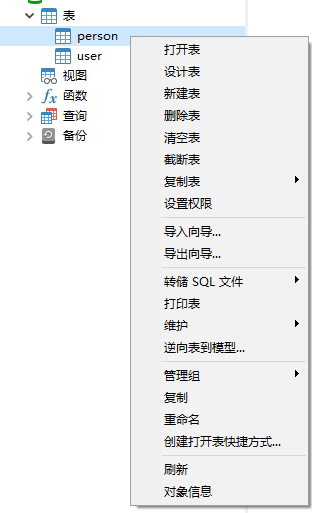 表
person
user
视图
fx 函数
查询
备份
打开表
设计表
新建表
删除表
清空表
截断表
复制表
设置权限
导入向导...
导出向导...
转储 SQL 文件
打印表
维护
逆向表到模型...
管理组
复制
重命名
创建打开表快捷方式...
刷新
对象信息